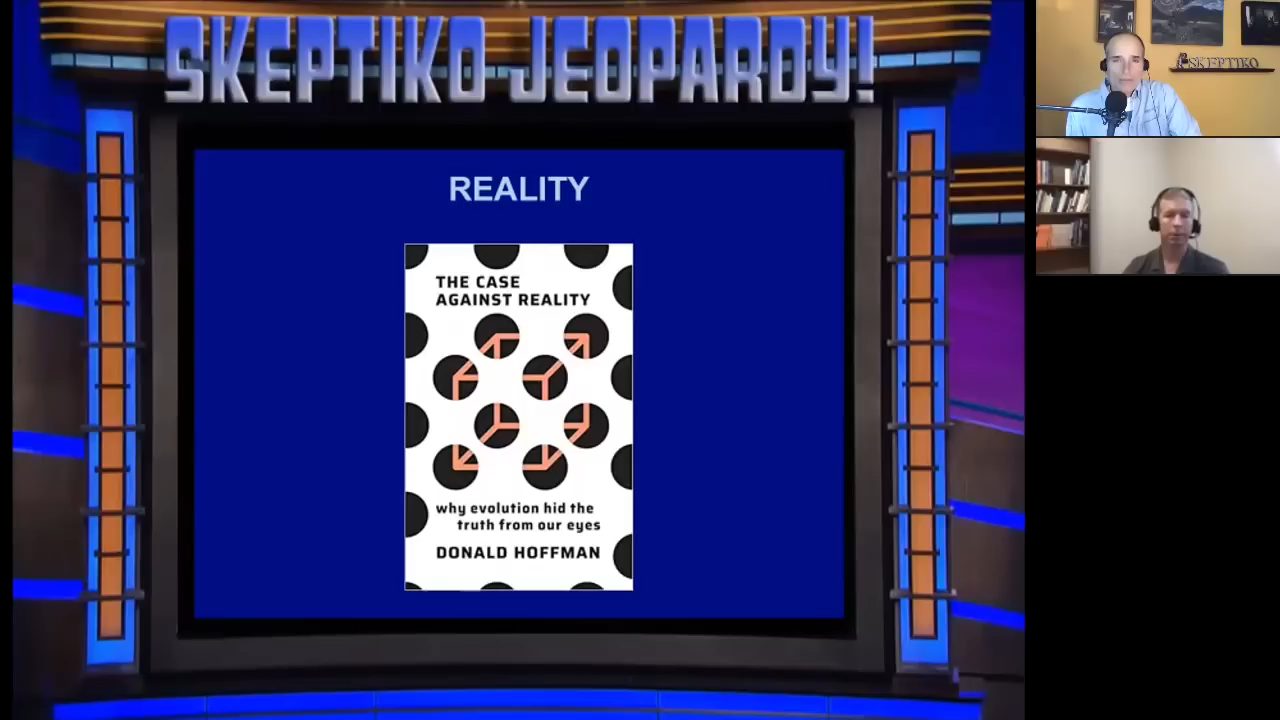 SKEPTIKO JEOPARDY!
SKEPTIKO
REALITY
THE CASE
AGAINST REALITY
why evolution hid the
truth from our eyes
DONALD HOFFMAN